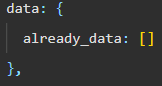 data: {
already_data: []
},